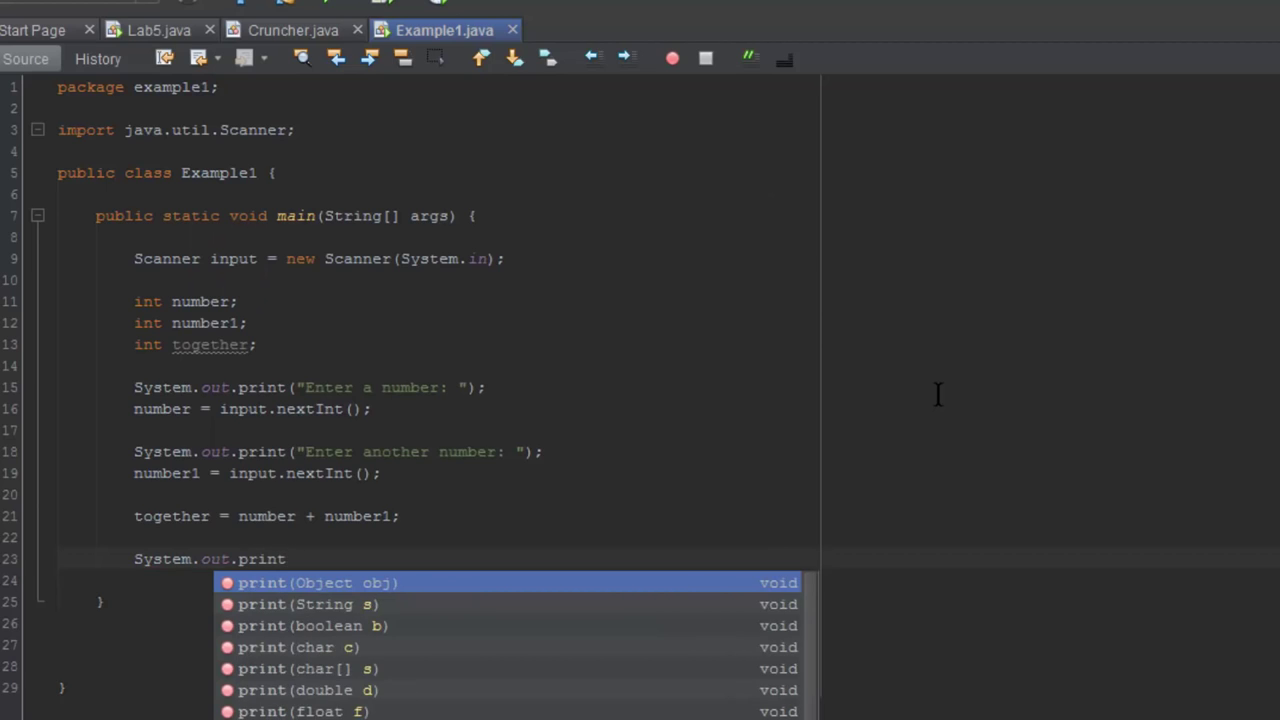 Start Page Lab5.java Cruncher.java Example1.java
Source History
1 package example1;
2
3 import java.util.Scanner;
4
5 public class Example1 {
6
7 public static void main(String[] args) {
8
9 Scanner input = new Scanner(System.in);
10
11 int number;
12 int number1;
13 int together;
14
15 System.out.print("Enter a number: ");
16 number = input.nextInt();
17
18 System.out.print("Enter another number: ");
19 number1 = input.nextInt();
20
21 together = number + number1;
22
23 System.out.print
24 print(Object obj) void
print(String s) void
25 }
26 print(boolean b) void
27 print(char c) void
28 print(char[] s) void
29 } print(double d) void
print(float f) void